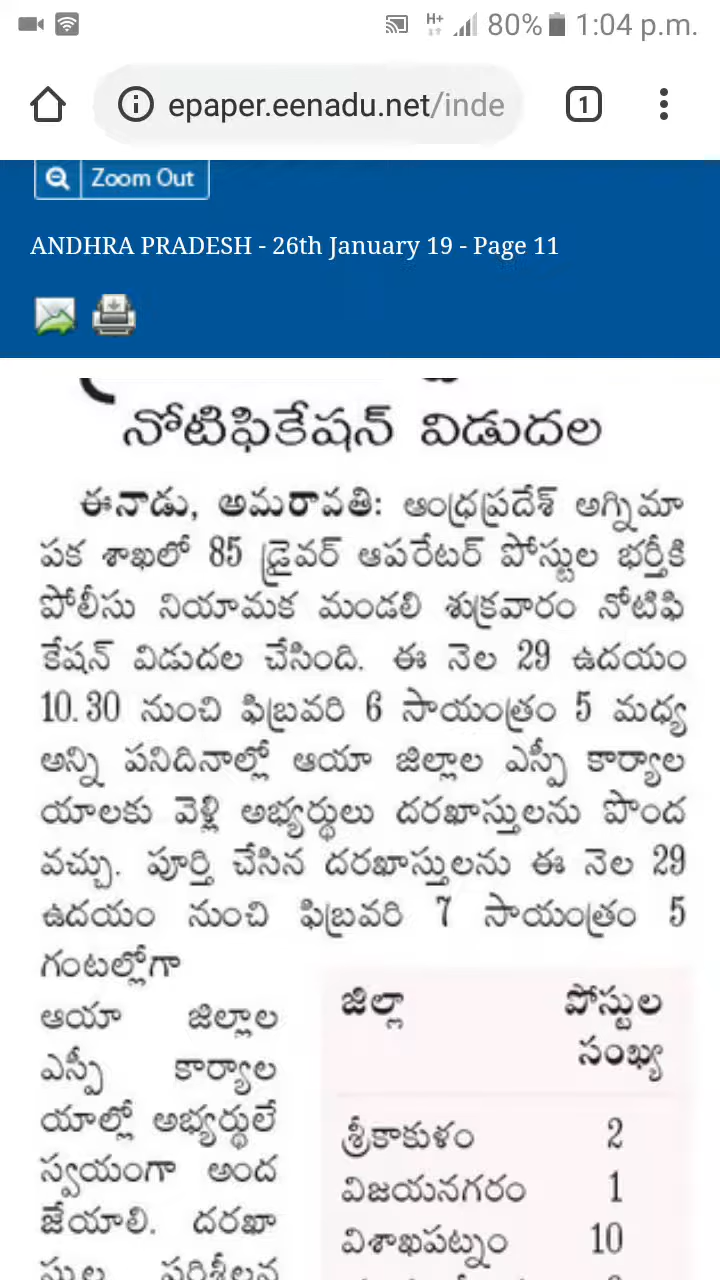 H+ 80% 1:04 p.m.
epaper.eenadu.net/inde 1
Zoom Out
ANDHRA PRADESH - 26th January 19 - Page 11
నోటిఫికేషన్ విడుదల
ఈనాడు, అమరావతి: ఆంధ్రప్రదేశ్ అగ్నిమా
పక శాఖలో 85 డ్రైవర్ ఆపరేటర్ పోస్టుల భర్తీకి
పోలీసు నియామక మండలి శుక్రవారం నోటిఫి
కేషన్ విడుదల చేసింది. ఈ నెల 29 ఉదయం
10.30 నుంచి ఫిబ్రవరి 6 సాయంత్రం 5 మధ్య
అన్ని పనిదినాల్లో ఆయా జిల్లాల ఎస్పీ కార్యాల
యాలకు వెళ్లి అభ్యర్థులు దరఖాస్తులను పొంద
వచ్చు. పూర్తి చేసిన దరఖాస్తులను ఈ నెల 29
ఉదయం నుంచి ఫిబ్రవరి 7 సాయంత్రం 5
గంటల్లోగా
ఆయా జిల్లాల
ఎస్పీ కార్యాల
యాల్లో అభ్యర్థులే
స్వయంగా అంద
జేయాలి. దరఖా
స్తుల పరిశీలన
జిల్లా పోస్టుల
సంఖ్య
శ్రీకాకుళం 2
విజయనగరం 1
విశాఖపట్నం 10